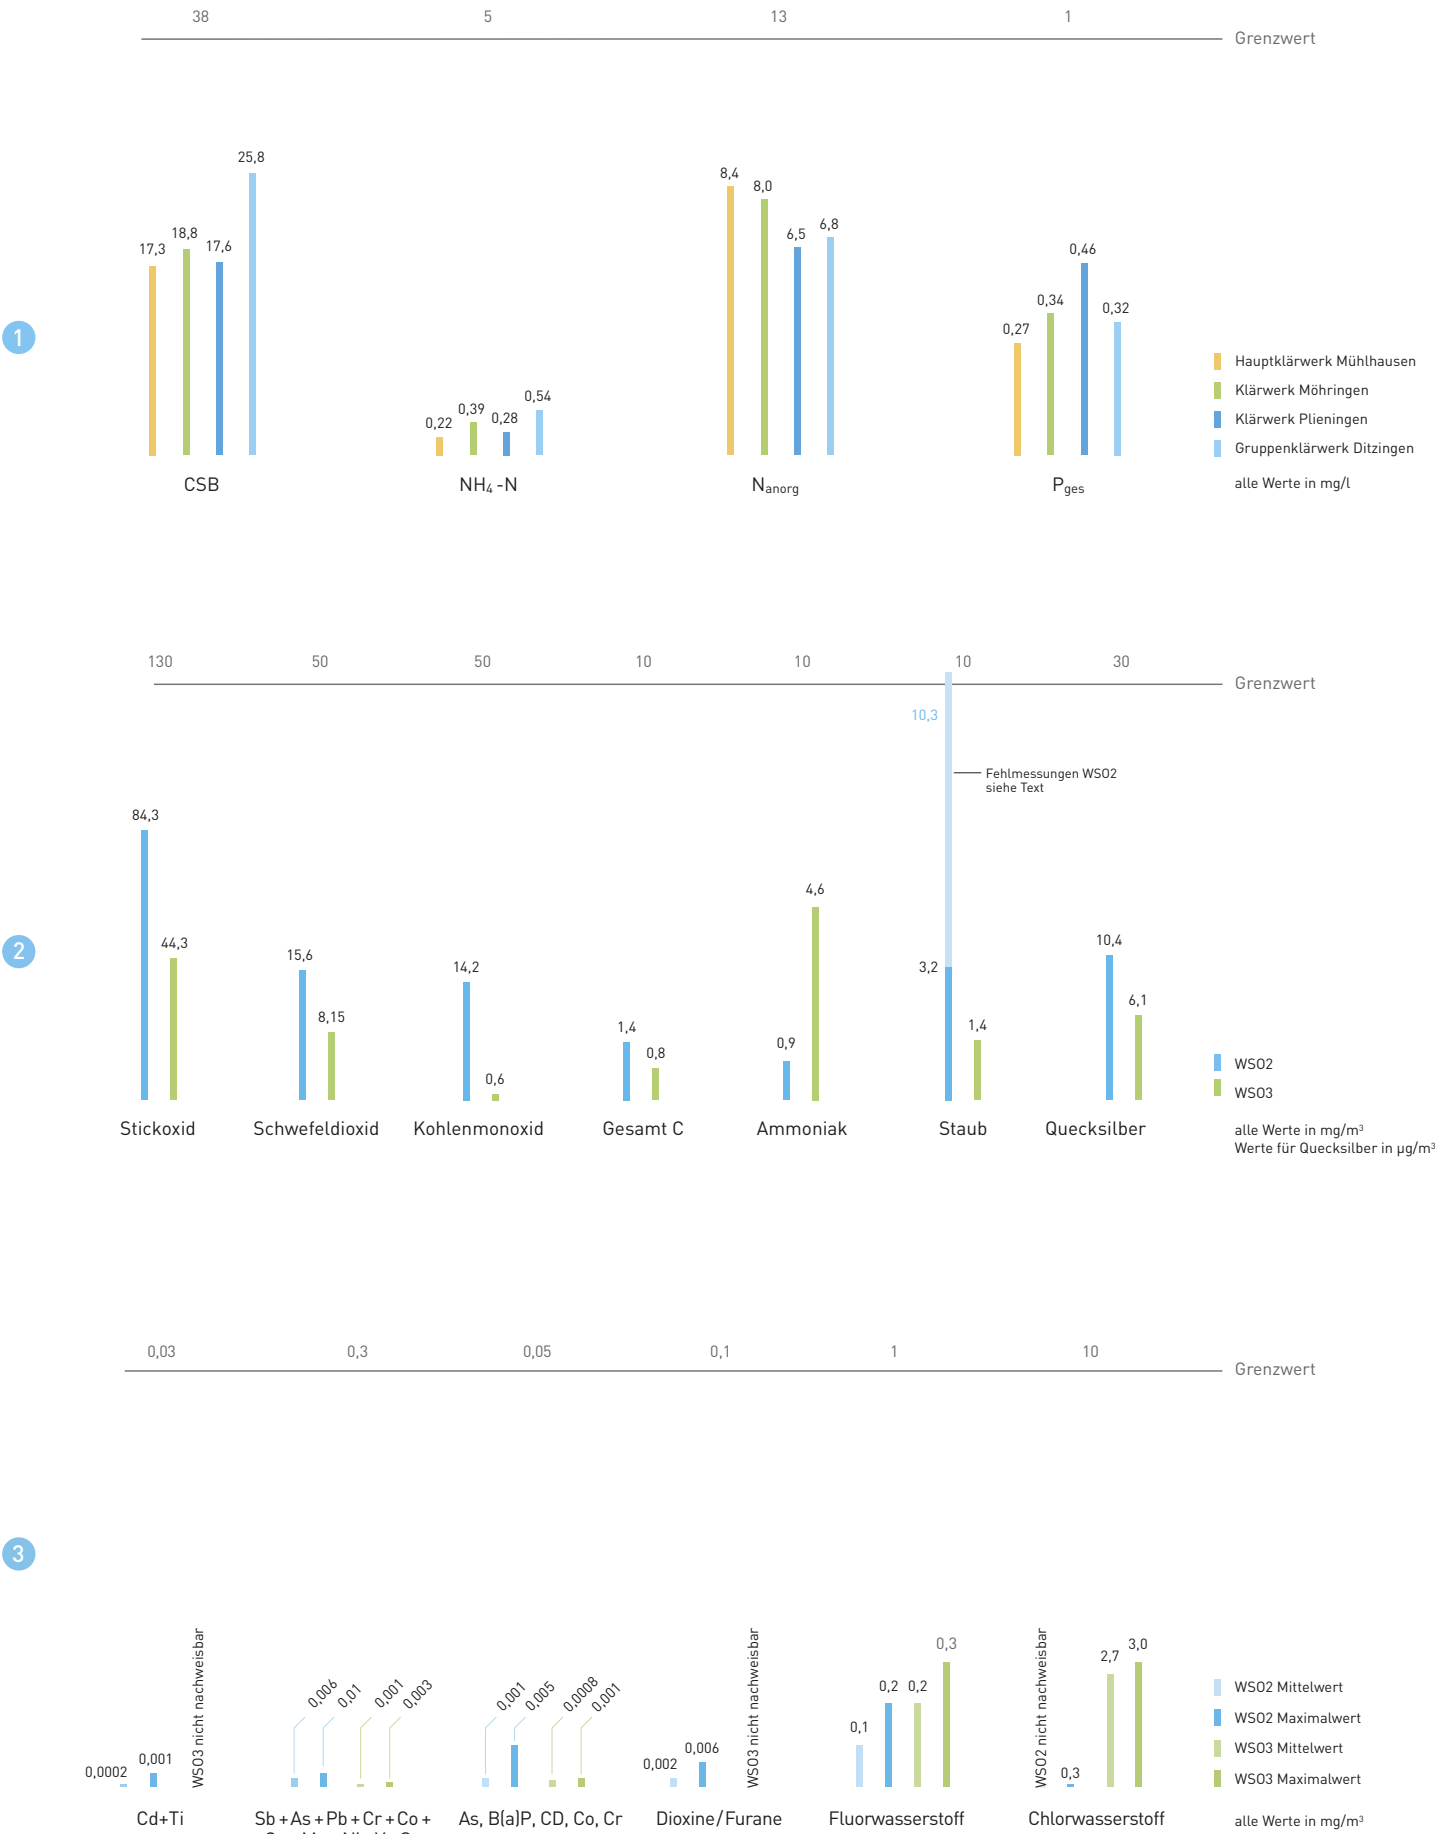 38 5 13 1
Grenzwert
25,8
17,3 18,8 17,6
0,22 0,39 0,28 0,54
8,4 8,0 6,5 6,8
0,27 0,34 0,46 0,32
1
Hauptklärwerk Mühlhausen
Klärwerk Möhringen
Klärwerk Plieningen
Gruppenklärwerk Ditzingen
CSB NH₄-N Nanorg Pges
alle Werte in mg/l
130 50 50 10 10 10 30
Grenzwert
10,3
Fehlmessungen WSO2
siehe Text
84,3 44,3
15,6 8,15
14,2 0,6
1,4 0,8
0,9 4,6
3,2 1,4
10,4 6,1
2
WSO2
WSO3
Stickoxid Schwefeldioxid Kohlenmonoxid Gesamt C Ammoniak Staub Quecksilber
alle Werte in mg/m³
Werte für Quecksilber in µg/m³
0,03 0,3 0,05 0,1 1 10
Grenzwert
3
0,0002 0,001 WSO3 nicht nachweisbar
0,006 0,01 0,001 0,003
0,001 0,005 0,0008 0,001
0,002 0,006 WSO3 nicht nachweisbar
0,1 0,2 0,2 0,3
WSO2 nicht nachweisbar 0,3 2,7 3,0
WSO2 Mittelwert
WSO2 Maximalwert
WSO3 Mittelwert
WSO3 Maximalwert
Cd+Ti Sb+As+Pb+Cr+Co+ As, B(a)P, CD, Co, Cr Dioxine/Furane Fluorwasserstoff Chlorwasserstoff
alle Werte in mg/m³